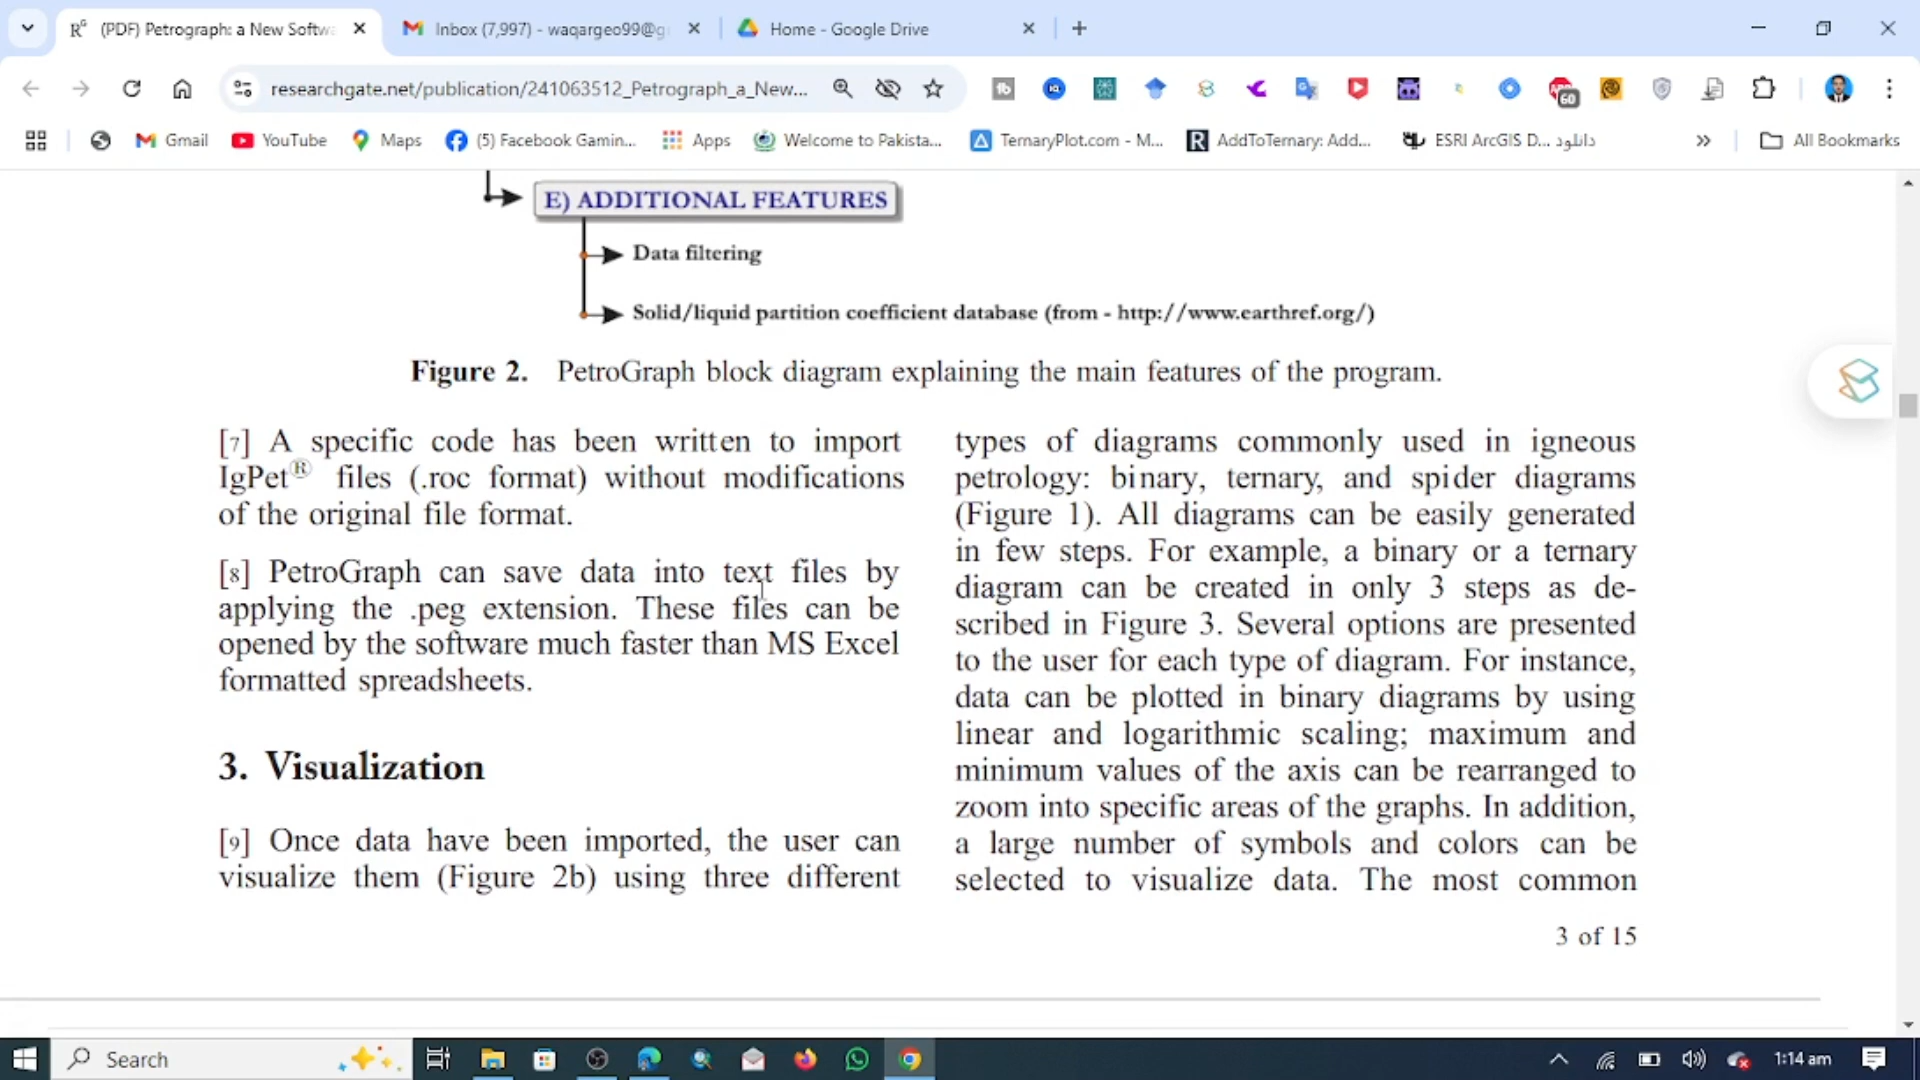 (PDF) Petrograph: a New Softwa
Inbox (7,997) - waqargeo99@g
Home - Google Drive
researchgate.net/publication/241063512_Petrograph_a_New...
60
Gmail
YouTube
Maps
(5) Facebook Gamin...
Apps
Welcome to Pakista...
TernaryPlot.com - M...
AddToTernary: Add...
ESRI ArcGIS D... دانلود
All Bookmarks
E) ADDITIONAL FEATURES
Data filtering
Solid/liquid partition coefficient database (from - http://www.earthref.org/)
Figure 2. PetroGraph block diagram explaining the main features of the program.
[7] A specific code has been written to import
IgPet® files (.roc format) without modifications
of the original file format.
[8] PetroGraph can save data into text files by
applying the .peg extension. These files can be
opened by the software much faster than MS Excel
formatted spreadsheets.
3. Visualization
[9] Once data have been imported, the user can
visualize them (Figure 2b) using three different
types of diagrams commonly used in igneous
petrology: binary, ternary, and spider diagrams
(Figure 1). All diagrams can be easily generated
in few steps. For example, a binary or a ternary
diagram can be created in only 3 steps as de-
scribed in Figure 3. Several options are presented
to the user for each type of diagram. For instance,
data can be plotted in binary diagrams by using
linear and logarithmic scaling; maximum and
minimum values of the axis can be rearranged to
zoom into specific areas of the graphs. In addition,
a large number of symbols and colors can be
selected to visualize data. The most common
3 of 15
Search
1:14 am